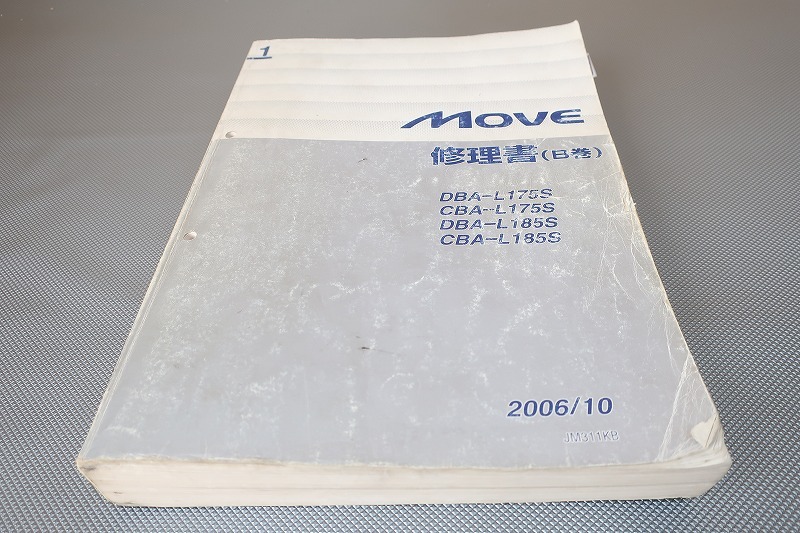 1
MOVE
修理書(B巻)
DBA-L175S
CBA-L175S
DBA-L185S
CBA-L185S
2006/10
JM311KB